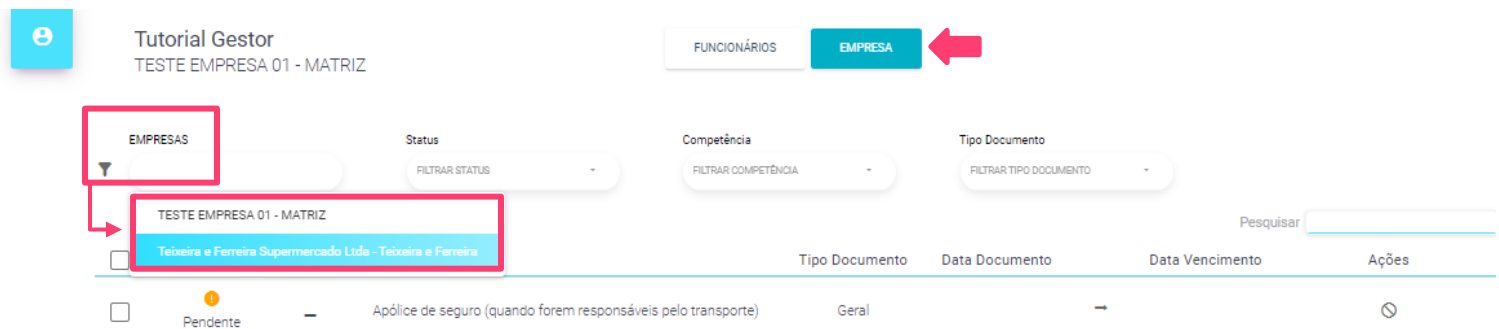 Tutorial Gestor
TESTE EMPRESA 01 - MATRIZ
FUNCIONÁRIOS
EMPRESA
EMPRESAS
Status
Competência
Tipo Documento
FILTRAR STATUS
FILTRAR COMPETÊNCIA
FILTRAR TIPO DOCUMENTO
TESTE EMPRESA 01 - MATRIZ
Teixeira e Ferreira Supermercado Ltda - Teixeira e Ferreira
Pesquisar
Tipo Documento
Data Documento
Data Vencimento
Ações
Pendente
Apólice de seguro (quando forem responsáveis pelo transporte)
Geral